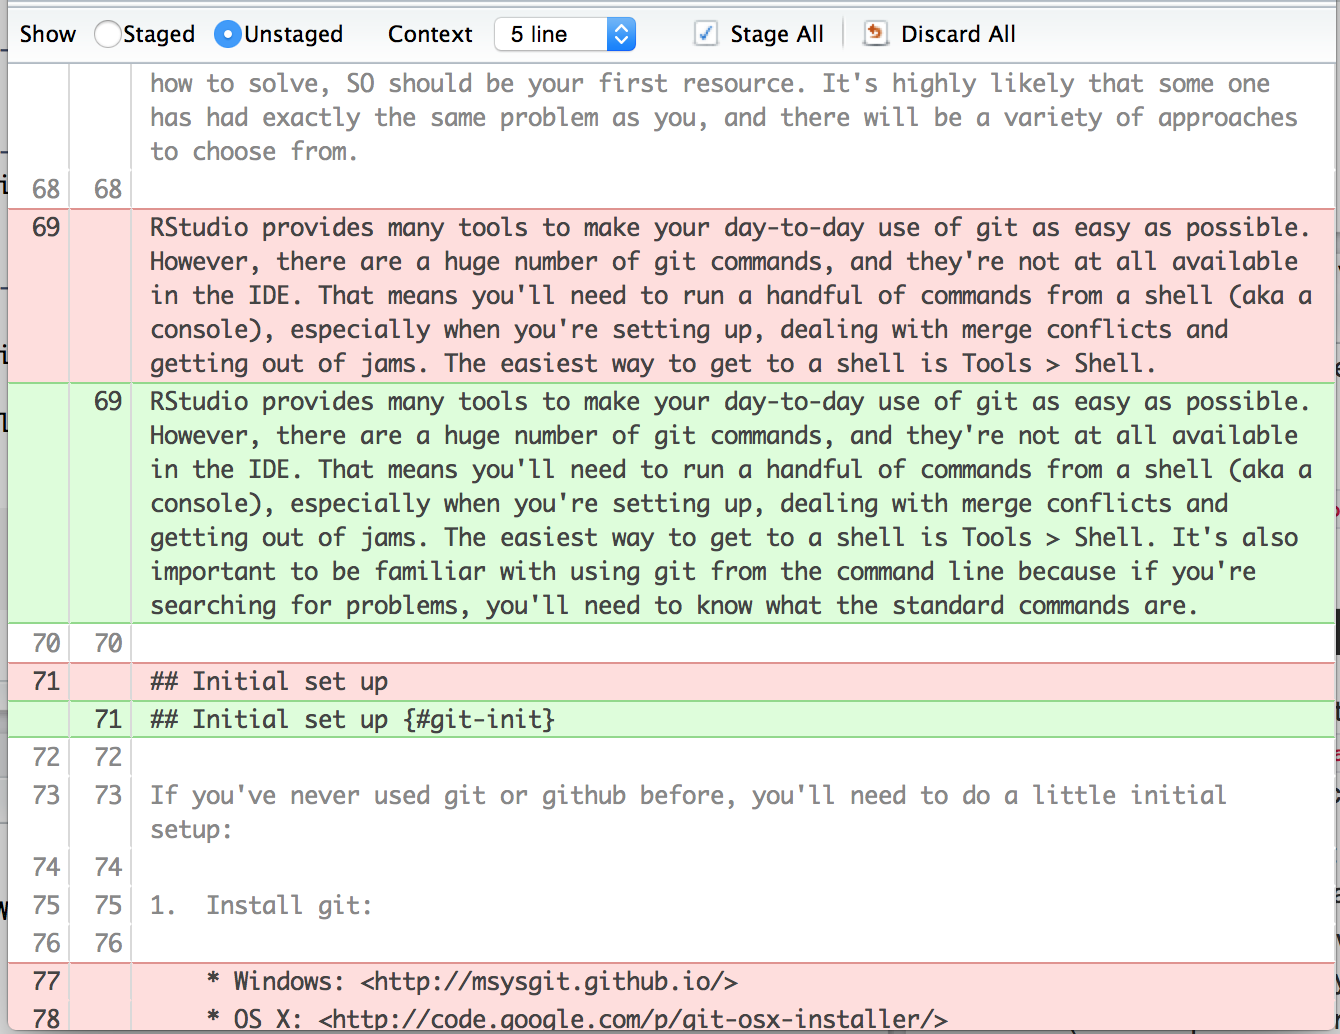 Show Staged Unstaged Context 5 line Stage All Discard All
how to solve, SO should be your first resource. It's highly likely that some one
has had exactly the same problem as you, and there will be a variety of approaches
to choose from.
68 68
69 RStudio provides many tools to make your day-to-day use of git as easy as possible.
However, there are a huge number of git commands, and they're not at all available
in the IDE. That means you'll need to run a handful of commands from a shell (aka a
console), especially when you're setting up, dealing with merge conflicts and
getting out of jams. The easiest way to get to a shell is Tools > Shell.
69 RStudio provides many tools to make your day-to-day use of git as easy as possible.
However, there are a huge number of git commands, and they're not at all available
in the IDE. That means you'll need to run a handful of commands from a shell (aka a
console), especially when you're setting up, dealing with merge conflicts and
getting out of jams. The easiest way to get to a shell is Tools > Shell. It's also
important to be familiar with using git from the command line because if you're
searching for problems, you'll need to know what the standard commands are.
70 70
71 ## Initial set up
71 ## Initial set up {#git-init}
72 72
73 73 If you've never used git or github before, you'll need to do a little initial
setup:
74 74
75 75 1. Install git:
76 76
77 * Windows: <http://msysgit.github.io/>
78 * OS X: <http://code.google.com/p/git-osx-installer/>